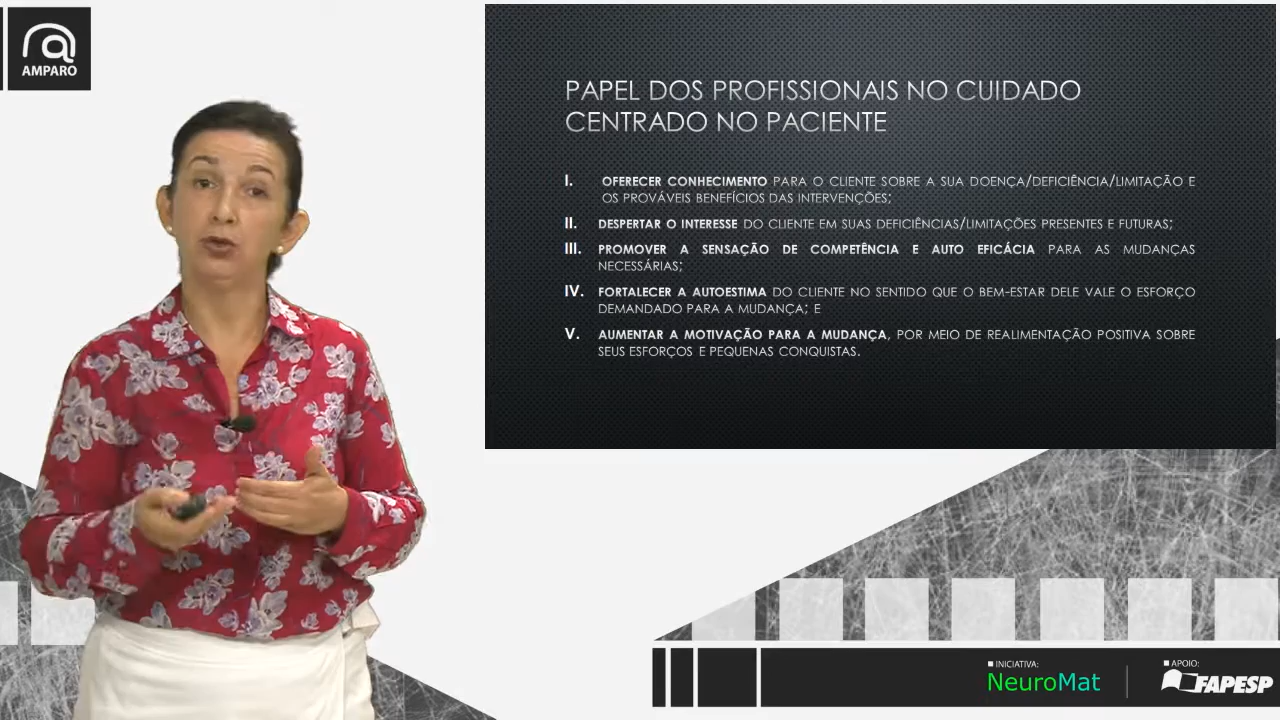 AMPARO
PAPEL DOS PROFISSIONAIS NO CUIDADO
CENTRADO NO PACIENTE
I. OFERECER CONHECIMENTO PARA O CLIENTE SOBRE A SUA DOENÇA/DEFICIÊNCIA/LIMITAÇÃO E
OS PROVÁVEIS BENEFÍCIOS DAS INTERVENÇÕES;
II. DESPERTAR O INTERESSE DO CLIENTE EM SUAS DEFICIÊNCIAS/LIMITAÇÕES PRESENTES E FUTURAS;
III. PROMOVER A SENSAÇÃO DE COMPETÊNCIA E AUTO EFICÁCIA PARA AS MUDANÇAS
NECESSÁRIAS;
IV. FORTALECER A AUTOESTIMA DO CLIENTE NO SENTIDO QUE O BEM-ESTAR DELE VALE O ESFORÇO
DEMANDADO PARA A MUDANÇA; E
V. AUMENTAR A MOTIVAÇÃO PARA A MUDANÇA, POR MEIO DE REALIMENTAÇÃO POSITIVA SOBRE
SEUS ESFORÇOS E PEQUENAS CONQUISTAS.
INICIATIVA:
NeuroMat
APOIO:
FAPESP